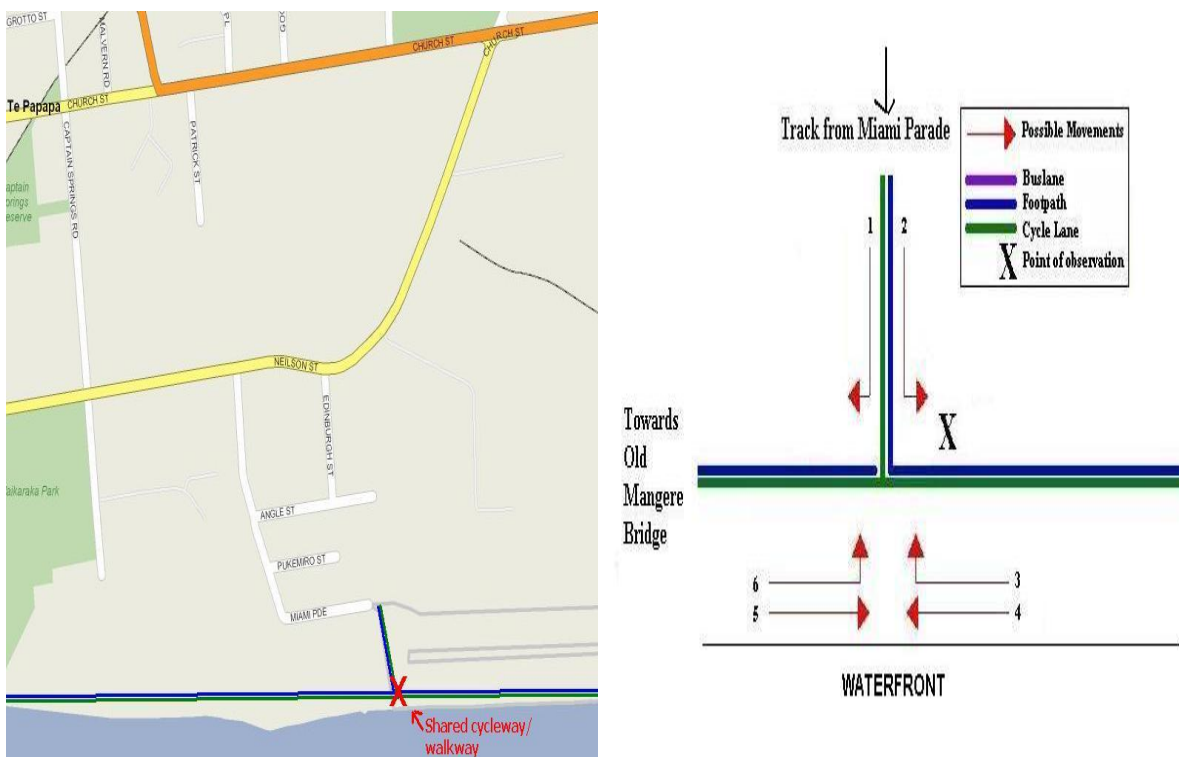 GROTTO ST
MALVERN RD
PL
CHURCH ST
CHURCH ST
Te Papapa
CHURCH ST
PATRICK ST
CAPTAIN SPRINGS RD
NEILSON ST
EDINBURGH ST
ANGLE ST
PUKEMIRO ST
MIAMI PDE
Shared cycleway/
walkway
Track from Miami Parade
Possible Movements
Buslane
Footpath
Cycle Lane
X Point of observation
1
2
X
Towards
Old
Mangere
Bridge
6
3
5
4
WATERFRONT